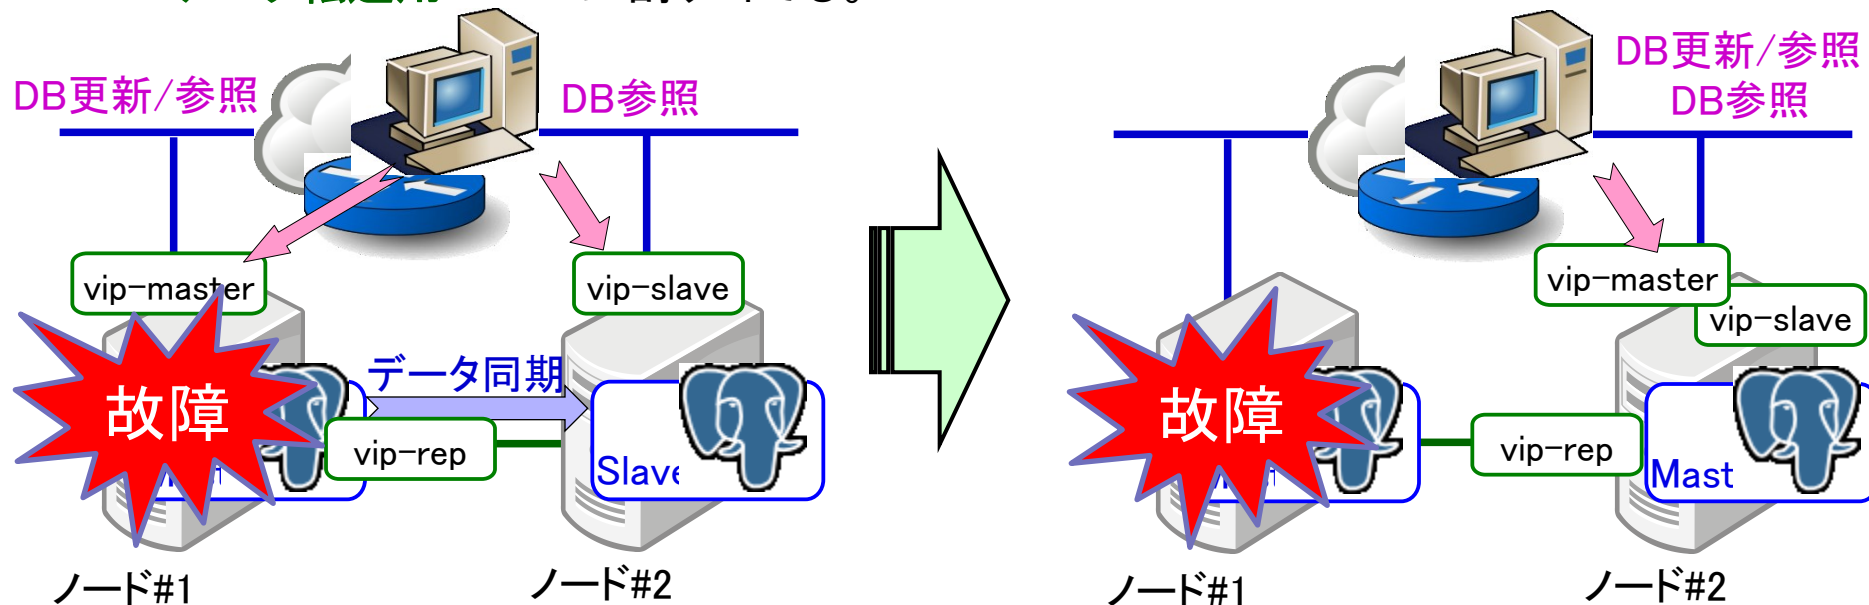 DB更新/参照
DB参照
vip-master
vip-slave
故障
データ同期
vip-rep
Slave
ノード#1
ノード#2
DB更新/参照
DB参照
vip-master
vip-slave
故障
vip-rep
Mast
ノード#1
ノード#2